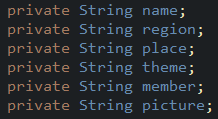 private String name;
private String region;
private String place;
private String theme;
private String member;
private String picture;